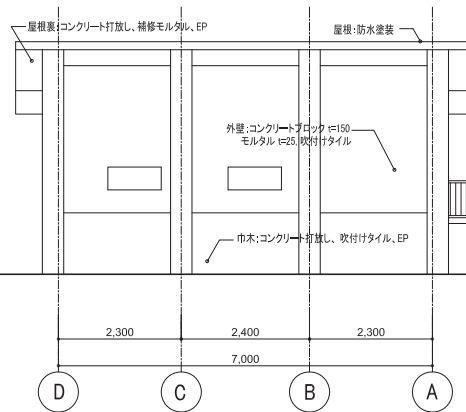 屋根裏;コンクリート打放し、補修モルタル、EP
屋根:防水塗装
外壁;コンクリートブロック t=150
モルタル t=25, 吹付けタイル
巾木;コンクリート打放し、吹付けタイル、EP
2,300
2,400
2,300
7,000
D
C
B
A